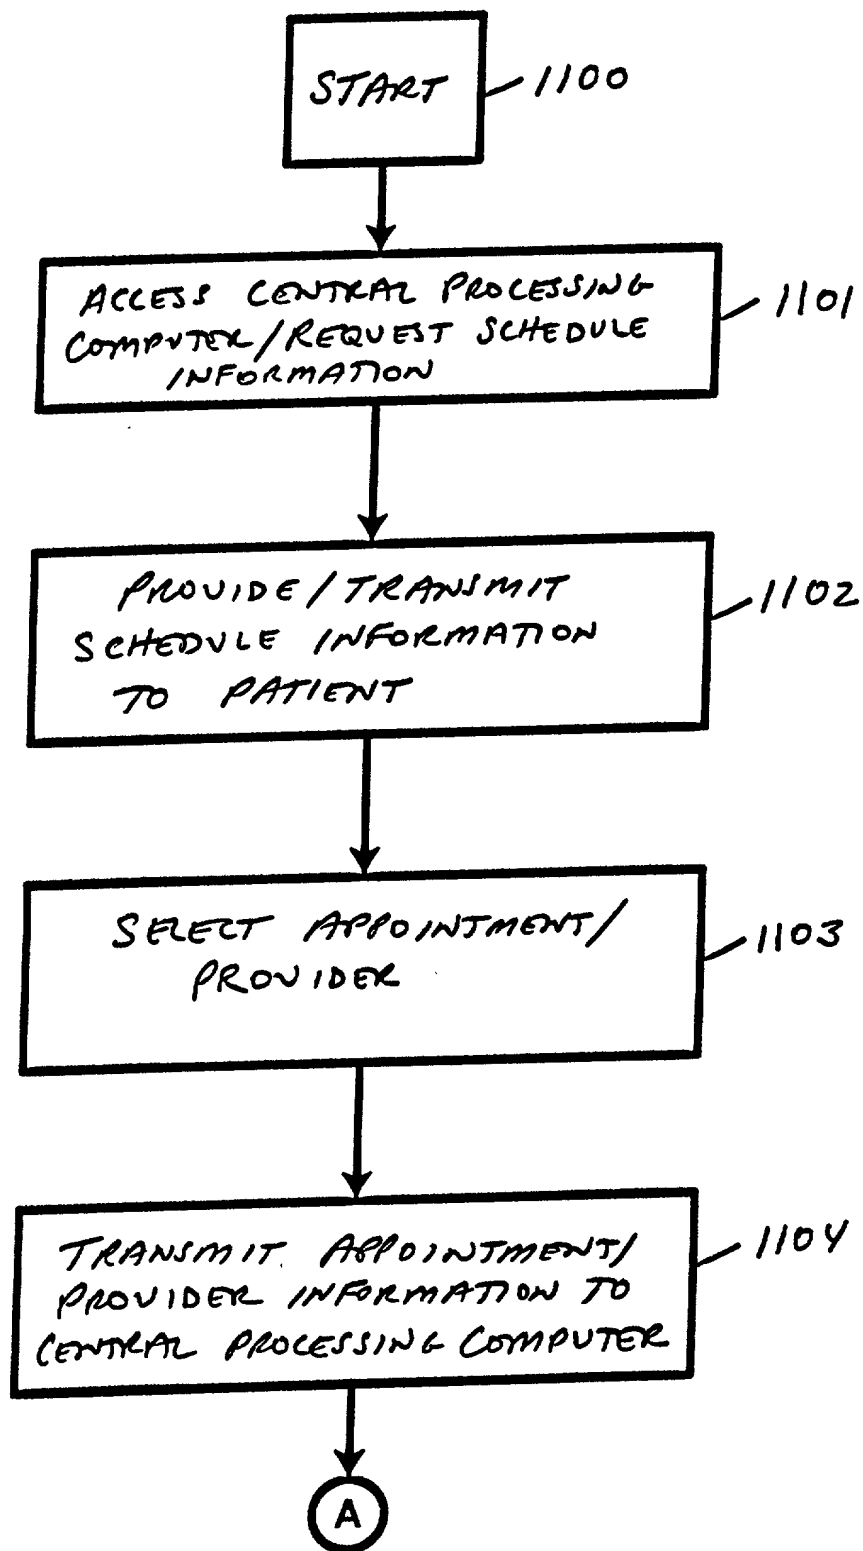 START
1100
ACCESS CENTRAL PROCESSING
COMPUTER/REQUEST SCHEDULE
INFORMATION
1101
PROVIDE/TRANSMIT
SCHEDULE INFORMATION
TO PATIENT
1102
SELECT APPOINTMENT/
PROVIDER
1103
TRANSMIT APPOINTMENT/
PROVIDER INFORMATION TO
CENTRAL PROCESSING COMPUTER
1104
A